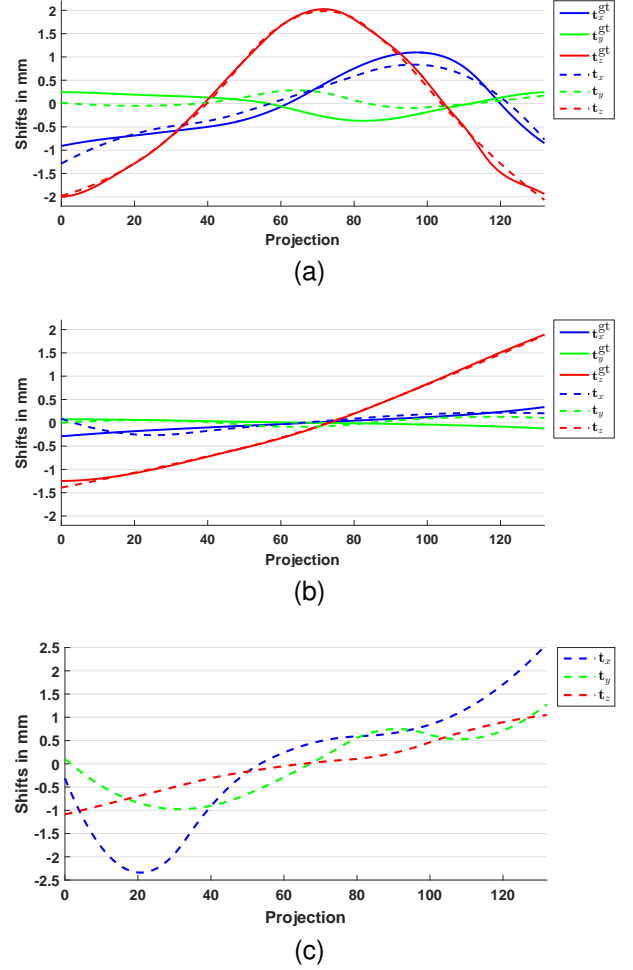 2
1.5
1
0.5
0
-0.5
-1
-1.5
-2
Shifts in mm
0 20 40 60 80 100 120
Projection
t_x^gt
t_y^gt
t_z^gt
t_x
t_y
t_z
(a)
2
1.5
1
0.5
0
-0.5
-1
-1.5
-2
Shifts in mm
0 20 40 60 80 100 120
Projection
t_x^gt
t_y^gt
t_z^gt
t_x
t_y
t_z
(b)
2.5
2
1.5
1
0.5
0
-0.5
-1
-1.5
-2
-2.5
Shifts in mm
0 20 40 60 80 100 120
Projection
t_x
t_y
t_z
(c)